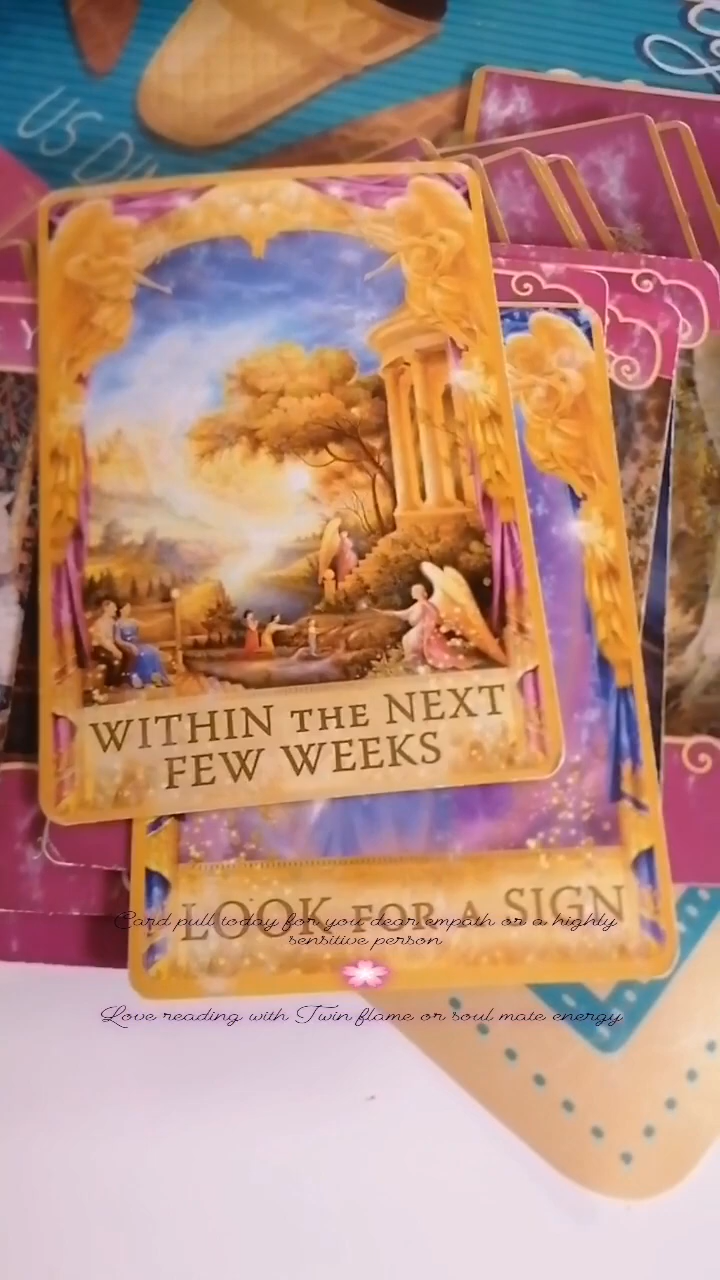 US
WITHIN THE NEXT
FEW WEEKS
LOOK FOR A SIGN
Card pull today for you dear empath or a highly
sensitive person
Love reading with Twin flame or soul mate energy